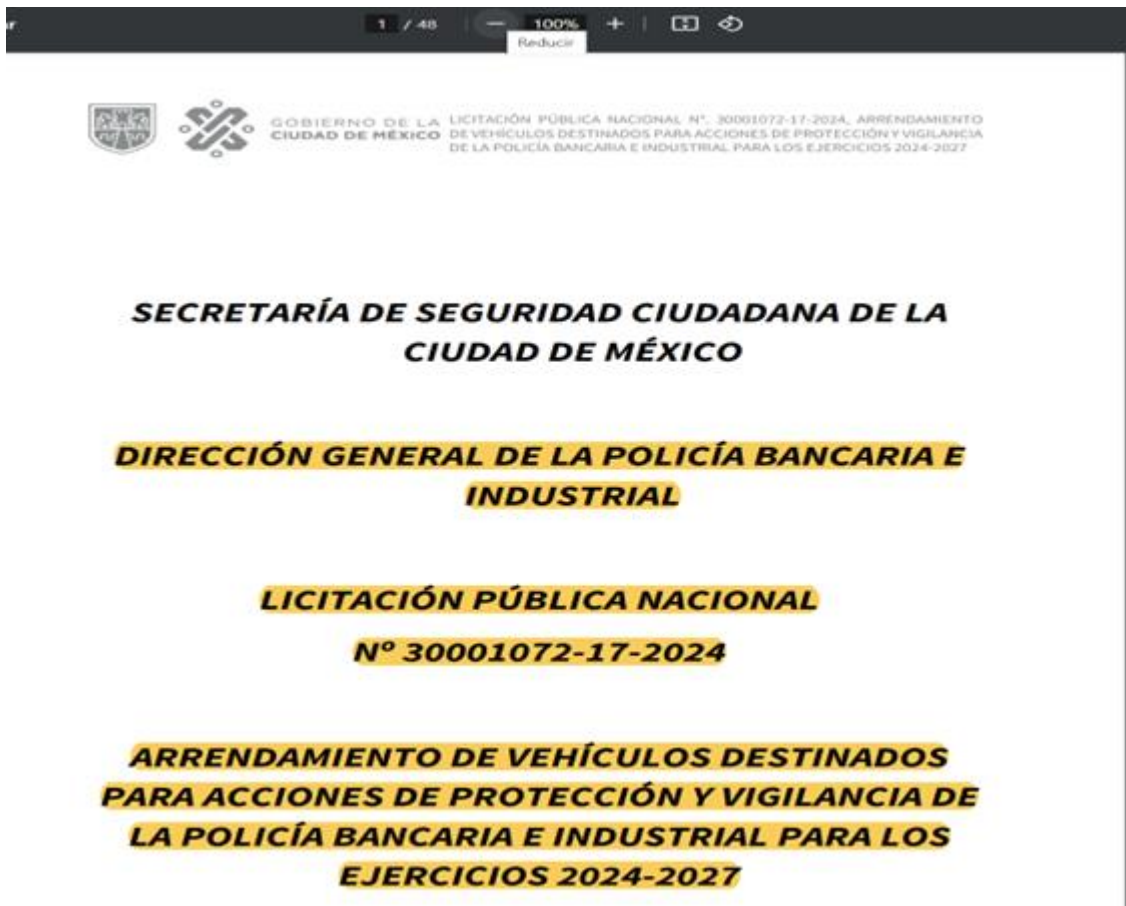 ar
1 / 48 — 100% +
Reducir
GOBIERNO DE LA
CIUDAD DE MÉXICO
LICITACIÓN PÚBLICA NACIONAL N°. 30001072-17-2024, ARRENDAMIENTO
DE VEHÍCULOS DESTINADOS PARA ACCIONES DE PROTECCIÓN Y VIGILANCIA
DE LA POLICÍA BANCARIA E INDUSTRIAL PARA LOS EJERCICIOS 2024-2027
SECRETARÍA DE SEGURIDAD CIUDADANA DE LA
CIUDAD DE MÉXICO
DIRECCIÓN GENERAL DE LA POLICÍA BANCARIA E
INDUSTRIAL
LICITACIÓN PÚBLICA NACIONAL
Nº 30001072-17-2024
ARRENDAMIENTO DE VEHÍCULOS DESTINADOS
PARA ACCIONES DE PROTECCIÓN Y VIGILANCIA DE
LA POLICÍA BANCARIA E INDUSTRIAL PARA LOS
EJERCICIOS 2024-2027